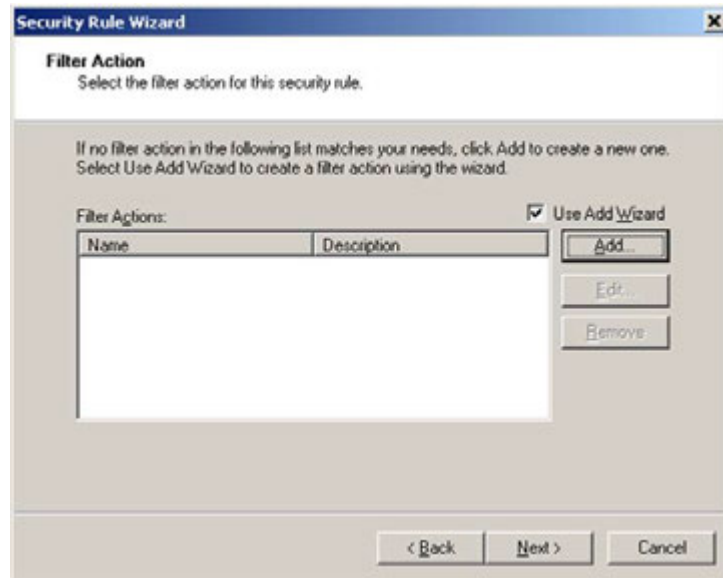 Security Rule Wizard
Filter Action
Select the filter action for this security rule.
If no filter action in the following list matches your needs, click Add to create a new one.
Select Use Add Wizard to create a filter action using the wizard.
Filter Actions:
Use Add Wizard
Name Description
Add...
Edit...
Remove
< Back Next > Cancel